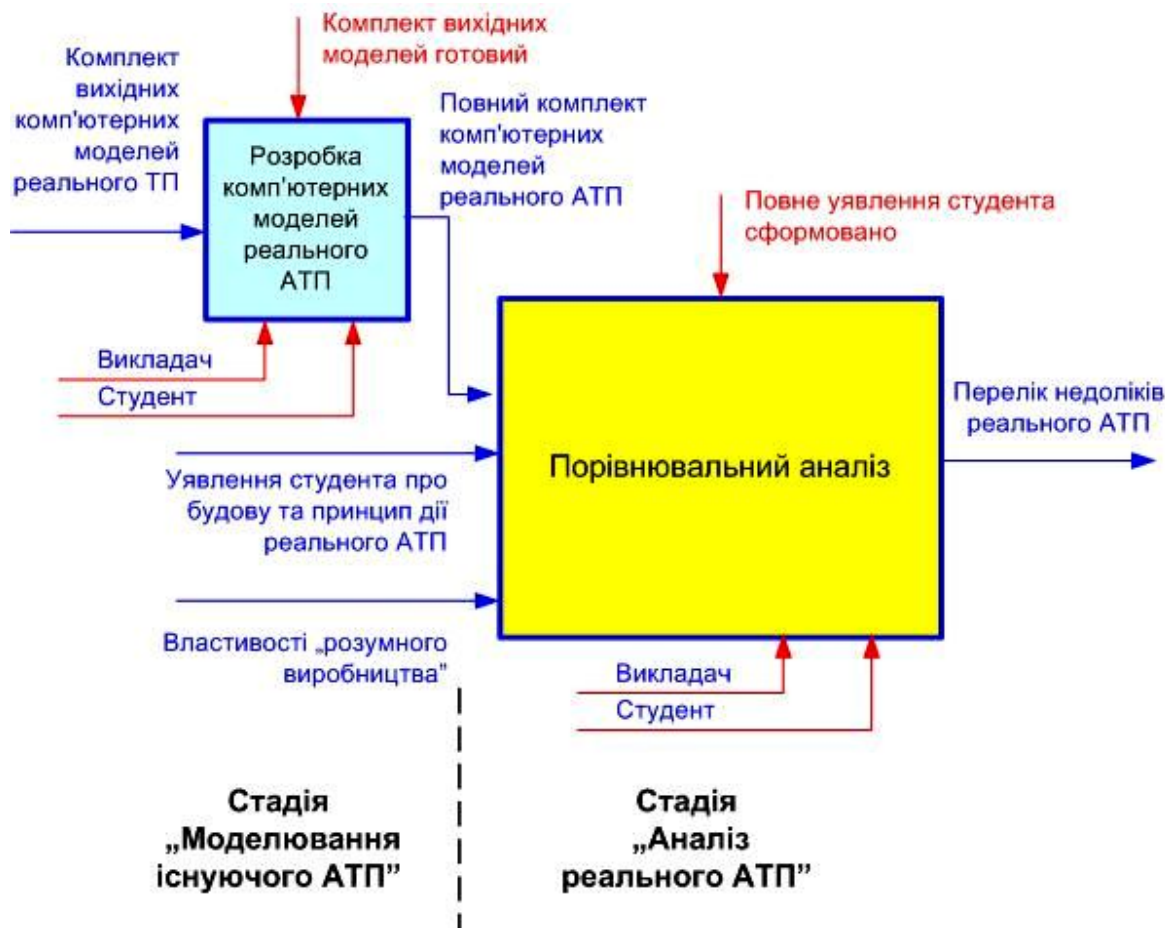 Комплект вихідних
моделей готовий
Комплект
вихідних
комп'ютерних
моделей
реального ТП
Повний комплект
комп'ютерних
моделей
реального АТП
Розробка
комп'ютерних
моделей
реального
АТП
Повне уявлення студента
сформовано
Викладач
Студент
Перелік недоліків
реального АТП
Порівнювальний аналіз
Уявлення студента про
будову та принцип дії
реального АТП
Властивості „розумного
виробництва”
Викладач
Студент
Стадія
„Моделювання
існуючого АТП”
Стадія
„Аналіз
реального АТП”